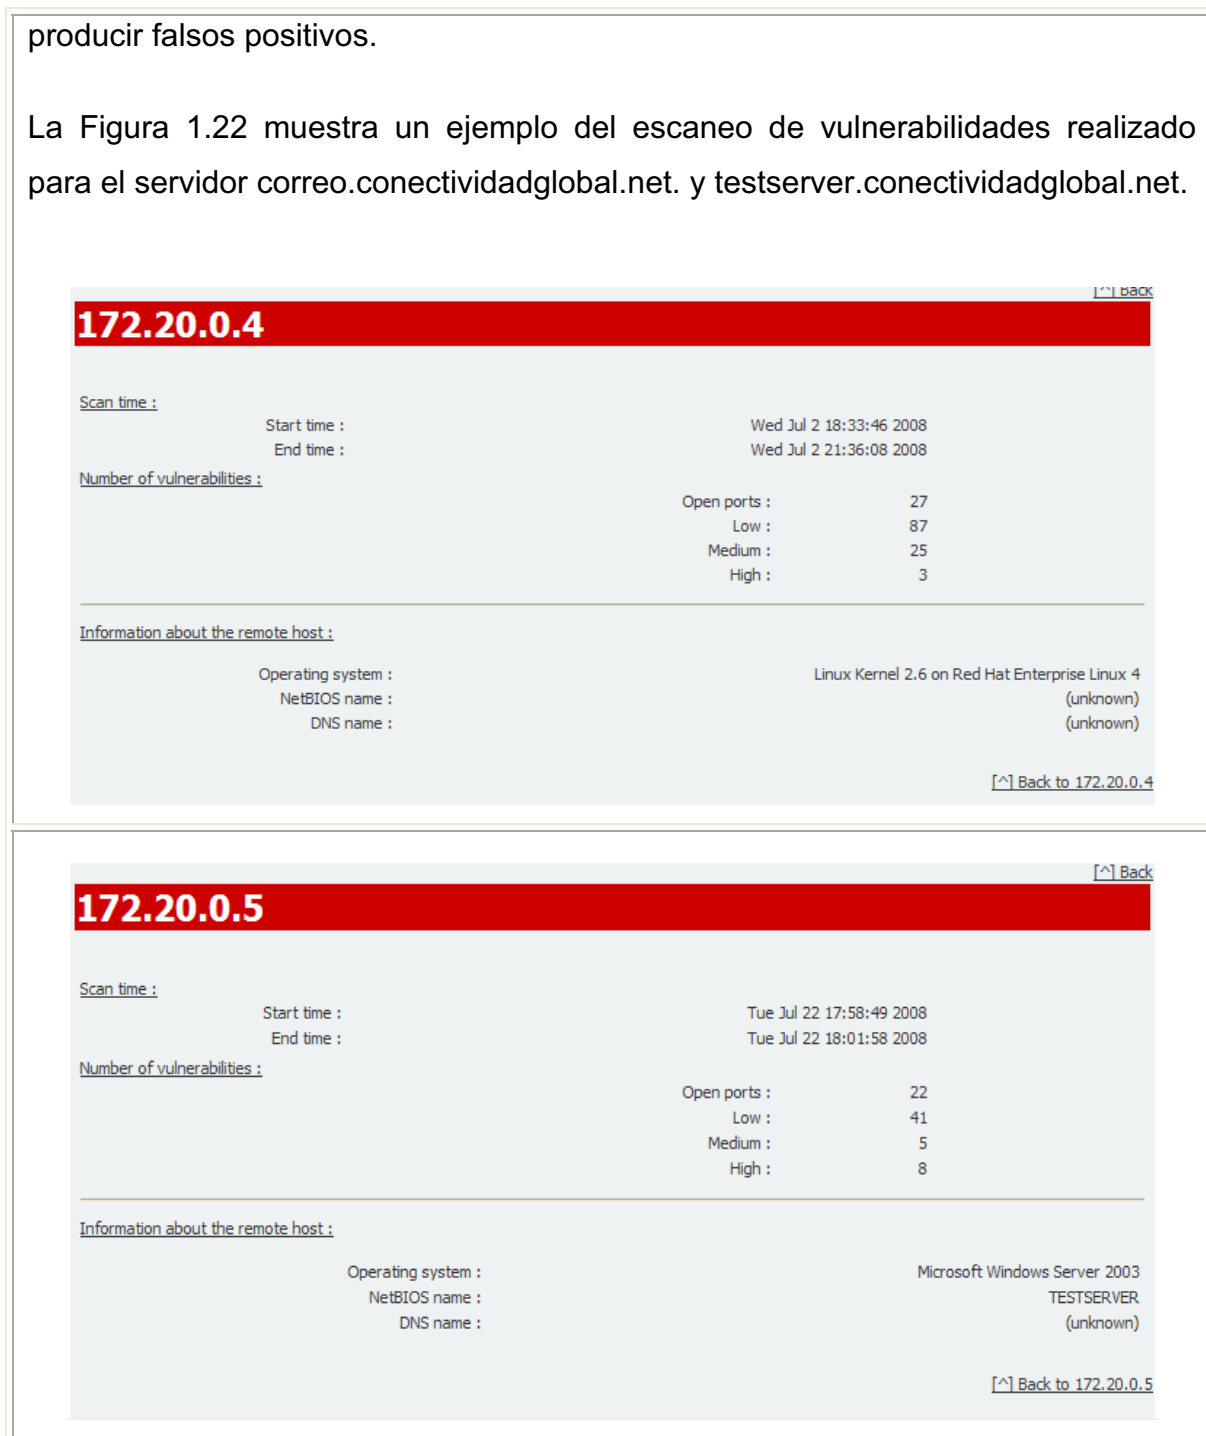 producir falsos positivos.
La Figura 1.22 muestra un ejemplo del escaneo de vulnerabilidades realizado
para el servidor correo.conectividadglobal.net. y testserver.conectividadglobal.net.
[^] Back
172.20.0.4
Scan time :
Start time : Wed Jul 2 18:33:46 2008
End time : Wed Jul 2 21:36:08 2008
Number of vulnerabilities :
Open ports : 27
Low : 87
Medium : 25
High : 3
Information about the remote host :
Operating system : Linux Kernel 2.6 on Red Hat Enterprise Linux 4
NetBIOS name : (unknown)
DNS name : (unknown)
[^] Back to 172.20.0.4
[^] Back
172.20.0.5
Scan time :
Start time : Tue Jul 22 17:58:49 2008
End time : Tue Jul 22 18:01:58 2008
Number of vulnerabilities :
Open ports : 22
Low : 41
Medium : 5
High : 8
Information about the remote host :
Operating system : Microsoft Windows Server 2003
NetBIOS name : TESTSERVER
DNS name : (unknown)
[^] Back to 172.20.0.5